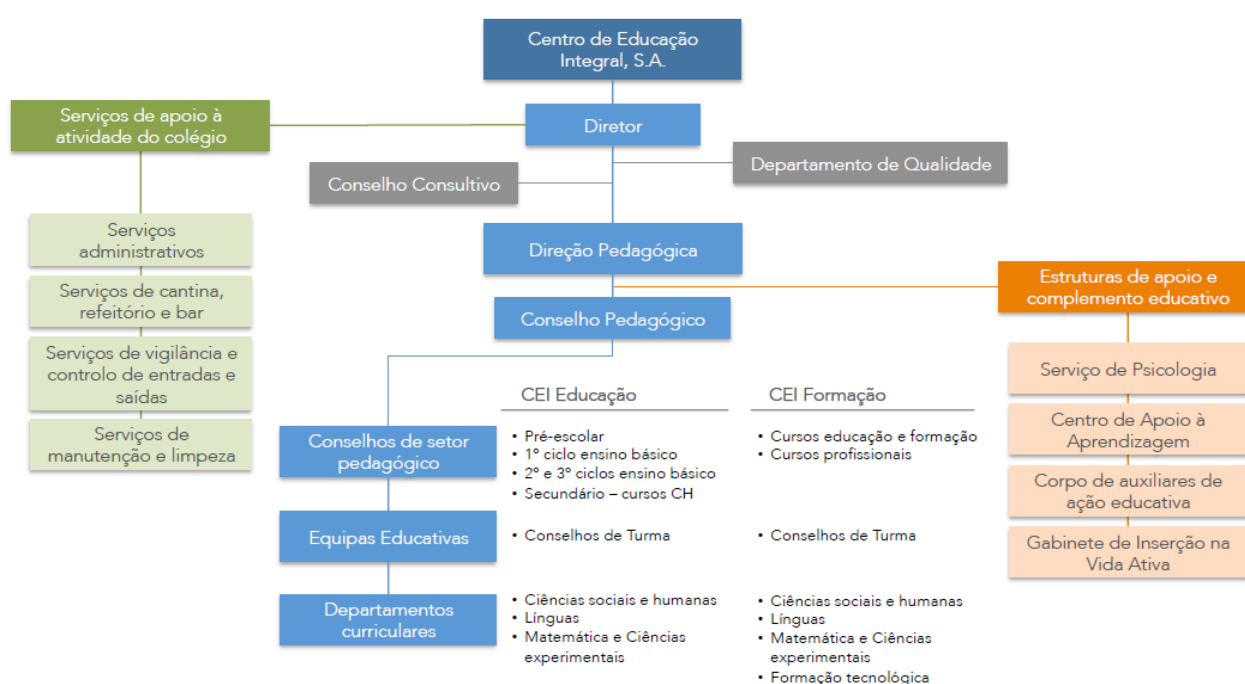 Centro de Educação
Integral, S.A.
Serviços de apoio à
atividade do colégio
Diretor
Departamento de Qualidade
Conselho Consultivo
Serviços
administrativos
Direção Pedagógica
Estruturas de apoio e
complemento educativo
Serviços de cantina,
refeitório e bar
Conselho Pedagógico
Serviços de vigilância e
controlo de entradas e
saídas
Serviços de
manutenção e limpeza
Serviço de Psicologia
Centro de Apoio à
Aprendizagem
Corpo de auxiliares de
ação educativa
Gabinete de Inserção na
Vida Ativa
CEI Educação
CEI Formação
Conselhos de setor
pedagógico
• Pré-escolar
• 1º ciclo ensino básico
• 2º e 3º ciclos ensino básico
• Secundário – cursos CH
• Cursos educação e formação
• Cursos profissionais
Equipas Educativas
• Conselhos de Turma
• Conselhos de Turma
Departamentos
curriculares
• Ciências sociais e humanas
• Línguas
• Matemática e Ciências
experimentais
• Ciências sociais e humanas
• Línguas
• Matemática e Ciências
experimentais
• Formação tecnológica